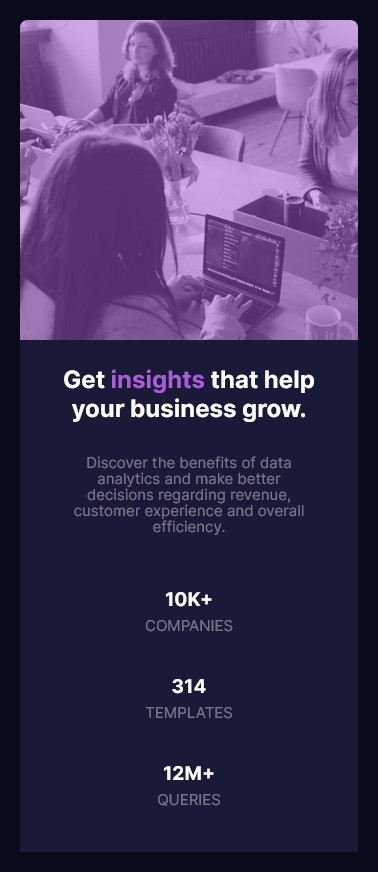 Get insights that help
your business grow.
Discover the benefits of data
analytics and make better
decisions regarding revenue,
customer experience and overall
efficiency.
10K+
COMPANIES
314
TEMPLATES
12M+
QUERIES